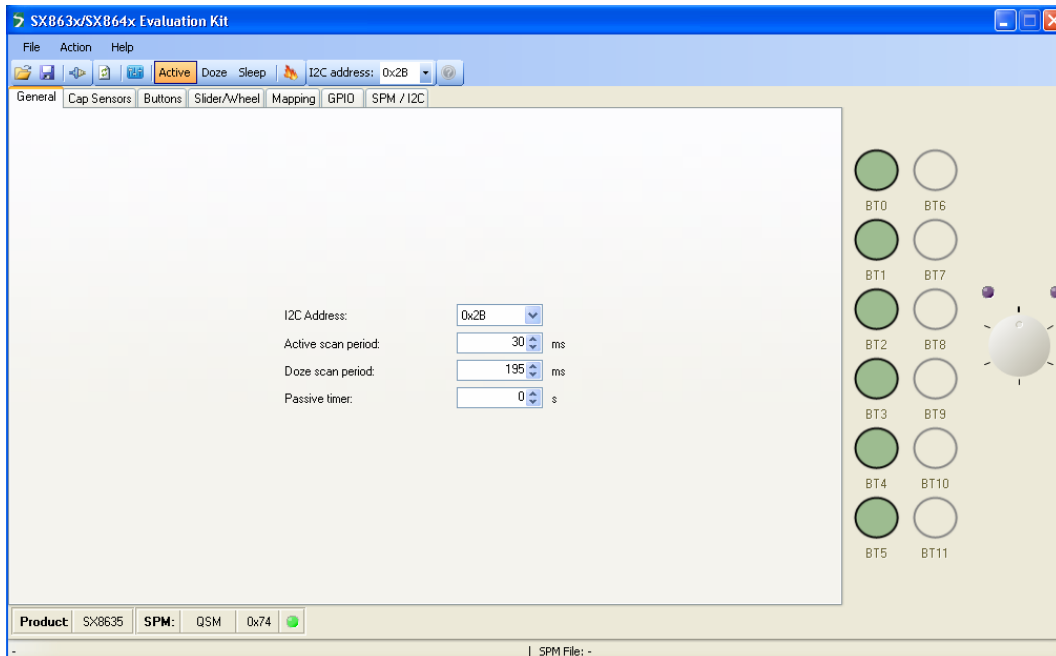 SX863x/SX864x Evaluation Kit
File Action Help
Active Doze Sleep I2C address: 0x2B
General Cap Sensors Buttons Slider/Wheel Mapping GPIO SPM / I2C
I2C Address: 0x2B
Active scan period: 30 ms
Doze scan period: 195 ms
Passive timer: 0 s
BT0 BT6
BT1 BT7
BT2 BT8
BT3 BT9
BT4 BT10
BT5 BT11
Product SX8635 SPM: QSM 0x74
- | SPM File: -